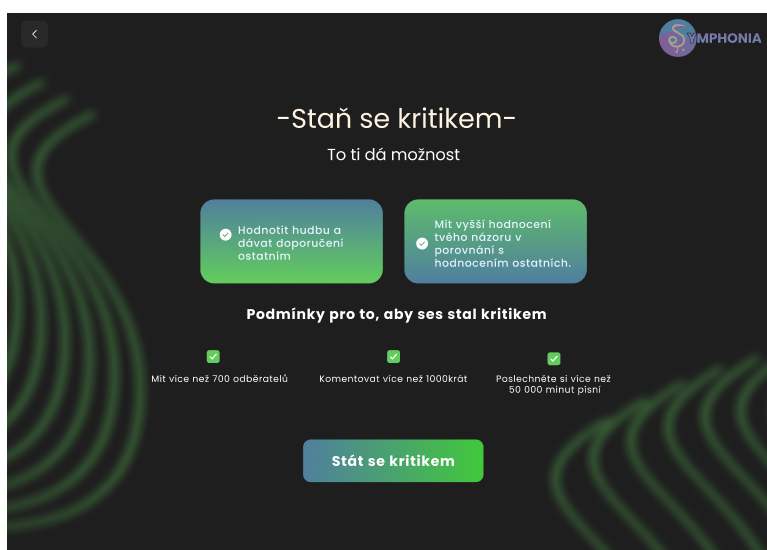 SYMPHONIA
-Staň se kritikem-
To ti dá možnost
Hodnotit hudbu a
dávat doporučení
ostatním
Mít vyšší hodnocení
tvého názoru v
porovnání s
hodnocením ostatních.
Podmínky pro to, aby ses stal kritikem
Mít více než 700 odběratelů
Komentovat více než 1000krát
Poslechněte si více než
50 000 minut písní
Stát se kritikem